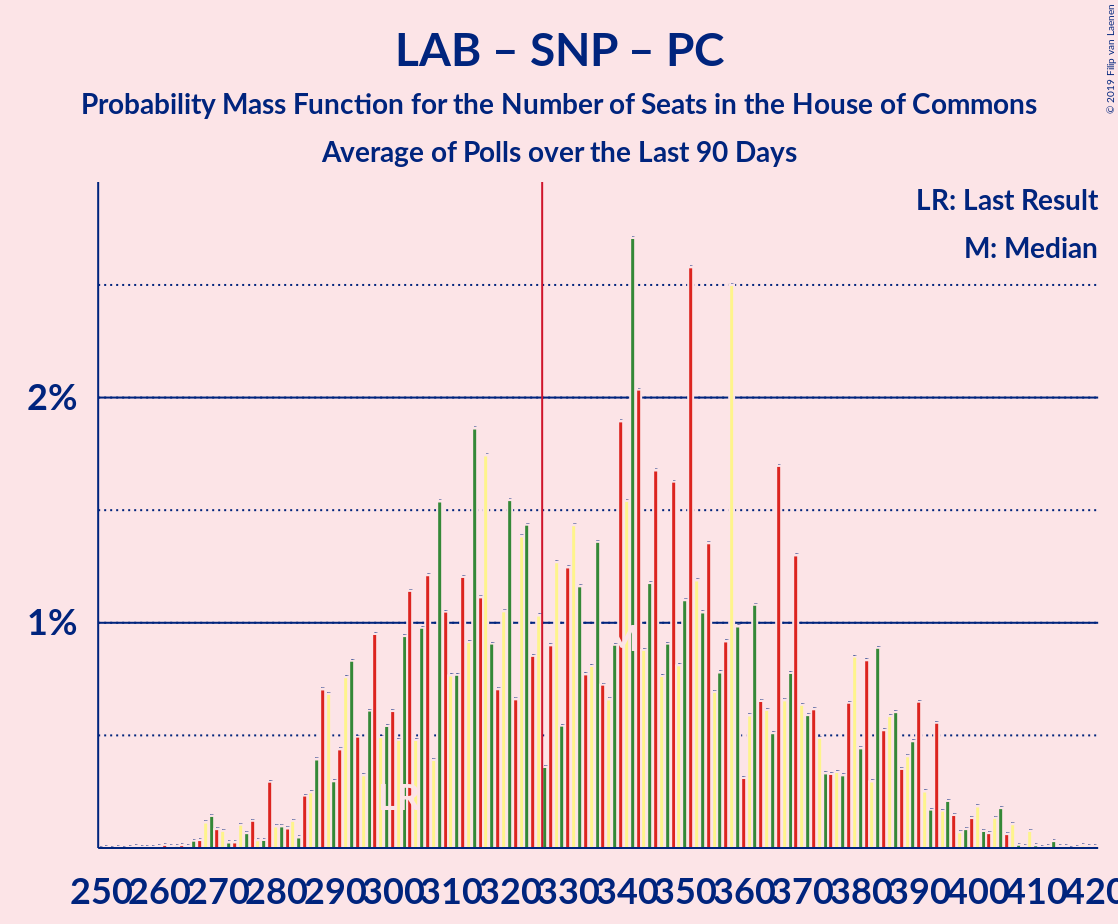 LAB – SNP – PC
Probability Mass Function for the Number of Seats in the House of Commons
Average of Polls over the Last 90 Days
© 2019 Filip van Laenen
LR: Last Result
M: Median
2%
1%
M
LR
250 260 270 280 290 300 310 320 330 340 350 360 370 380 390 400 410 420